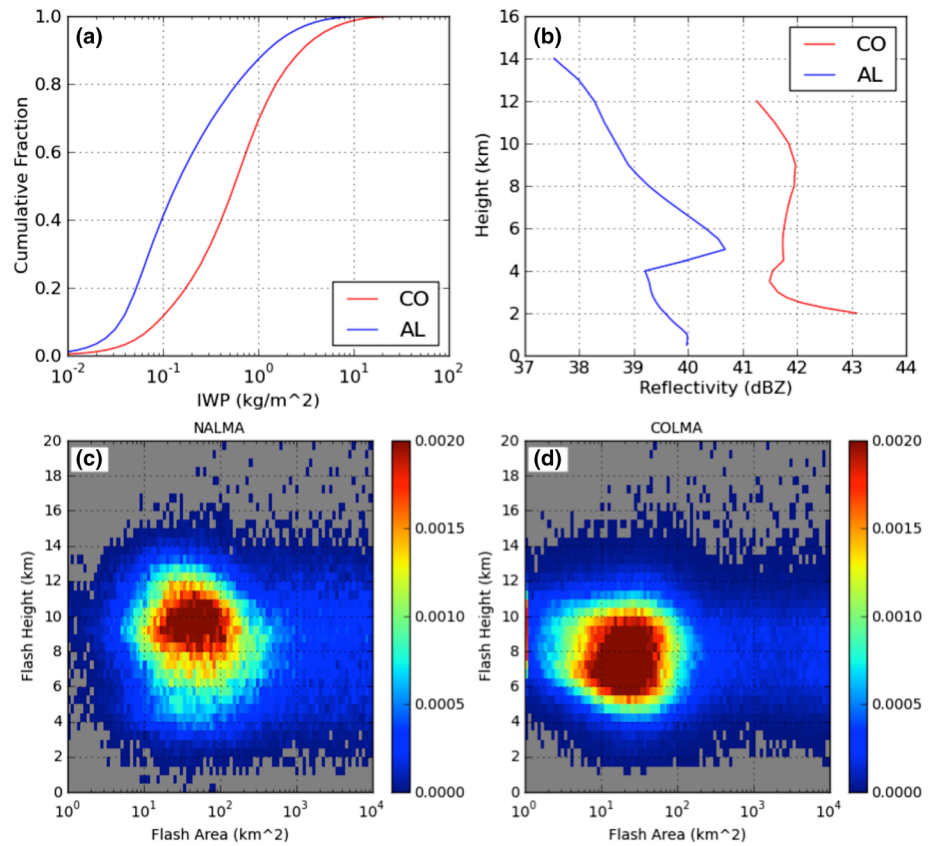 (a)
1.0
0.8
0.6
0.4
0.2
0.0
Cumulative Fraction
CO
AL
10^-2 10^-1 10^0 10^1 10^2
IWP (kg/m^2)
(b)
16
14
12
10
8
6
4
2
0
Height (km)
CO
AL
37 38 39 40 41 42 43 44
Reflectivity (dBZ)
NALMA
(c)
20
18
16
14
12
10
8
6
4
2
0
Flash Height (km)
10^0 10^1 10^2 10^3 10^4
Flash Area (km^2)
0.0020
0.0015
0.0010
0.0005
0.0000
COLMA
(d)
20
18
16
14
12
10
8
6
4
2
0
Flash Height (km)
10^0 10^1 10^2 10^3 10^4
Flash Area (km^2)
0.0020
0.0015
0.0010
0.0005
0.0000